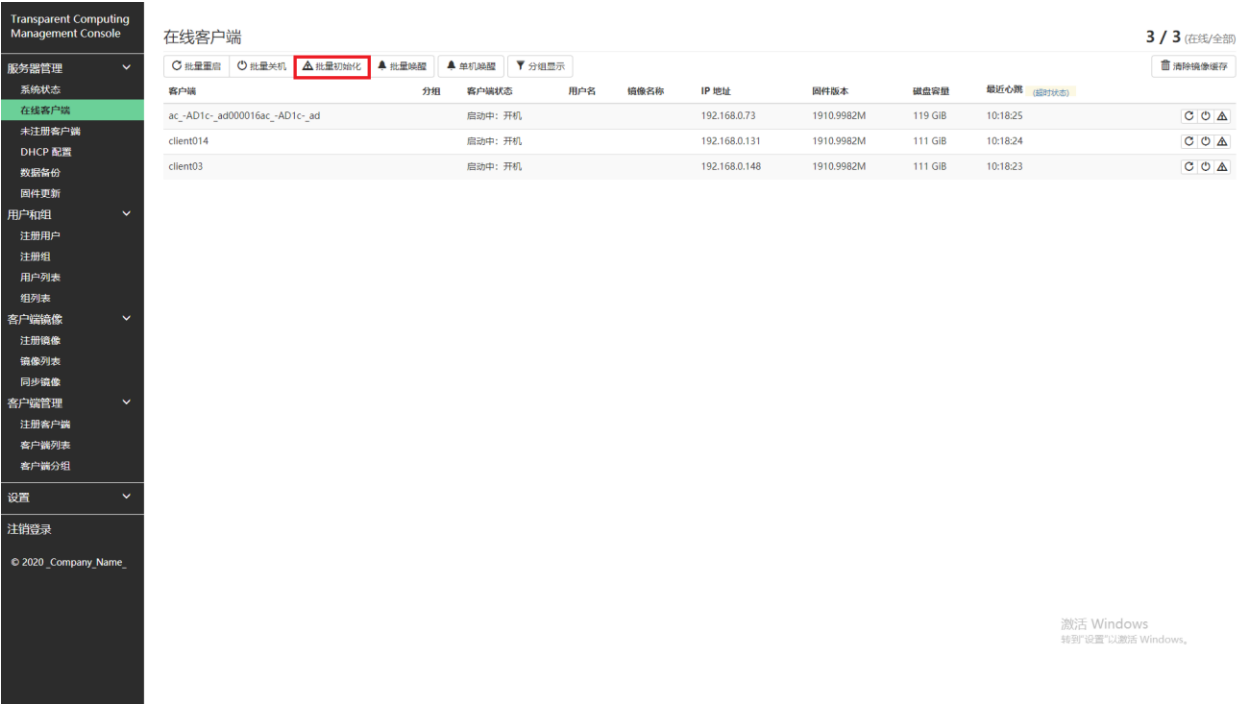 Transparent Computing
Management Console
服务器管理
系统状态
在线客户端
未注册客户端
DHCP 配置
数据备份
固件更新
用户和组
注册用户
注册组
用户列表
组列表
客户端镜像
注册镜像
镜像列表
同步镜像
客户端管理
注册客户端
客户端列表
客户端分组
设置
注销登录
© 2020 _Company_Name_
在线客户端 3 / 3 (在线/全部)
批量重启 批量关机 批量初始化 批量唤醒 单机唤醒 分组显示 清除镜像缓存
客户端 分组 客户端状态 用户名 镜像名称 IP 地址 固件版本 磁盘容量 最近心跳 (超时状态)
ac_-AD1c-_ad000016ac_-AD1c-_ad 启动中: 开机 192.168.0.73 1910.9982M 119 GiB 10:18:25
client014 启动中: 开机 192.168.0.131 1910.9982M 111 GiB 10:18:24
client03 启动中: 开机 192.168.0.148 1910.9982M 111 GiB 10:18:23
激活 Windows
转到"设置"以激活 Windows。